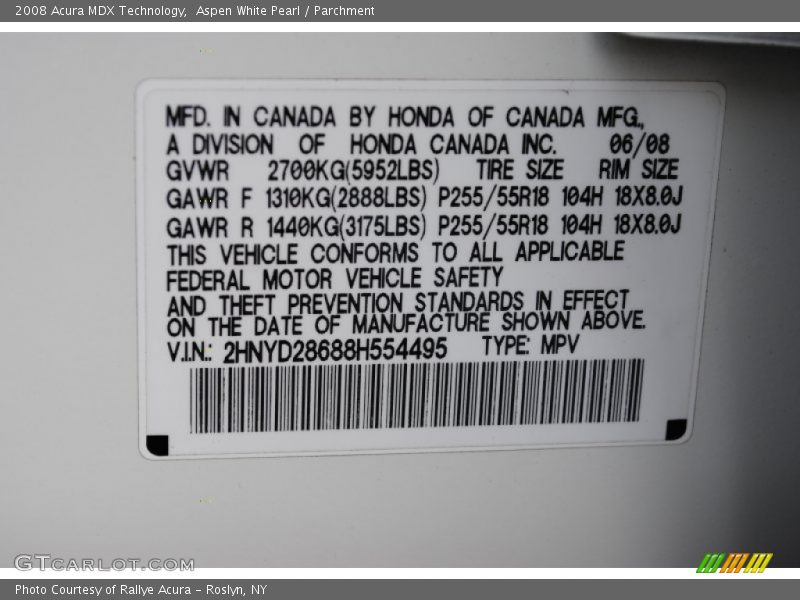 2008 Acura MDX Technology,  Aspen White Pearl / Parchment
MFD. IN CANADA BY HONDA OF CANADA MFG.,
A DIVISION OF HONDA CANADA INC. 06/08
GVWR 2700KG(5952LBS) TIRE SIZE RIM SIZE
GAWR F 1310KG(2888LBS) P255/55R18 104H 18X8.0J
GAWR R 1440KG(3175LBS) P255/55R18 104H 18X8.0J
THIS VEHICLE CONFORMS TO ALL APPLICABLE
FEDERAL MOTOR VEHICLE SAFETY
AND THEFT PREVENTION STANDARDS IN EFFECT
ON THE DATE OF MANUFACTURE SHOWN ABOVE.
V.I.N.: 2HNYD28688H554495 TYPE: MPV
GTCARLOT.COM
Photo Courtesy of Rallye Acura - Roslyn, NY